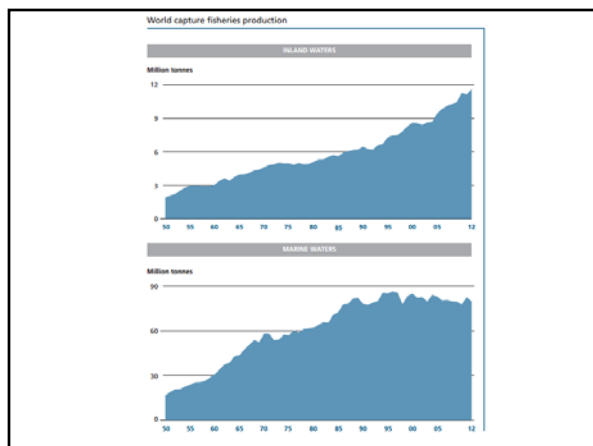 World capture fisheries production
INLAND WATERS
Million tonnes
12
9
6
3
0
50 55 60 65 70 75 80 85 90 95 00 05 12
MARINE WATERS
Million tonnes
90
60
30
0
50 55 60 65 70 75 80 85 90 95 00 05 12